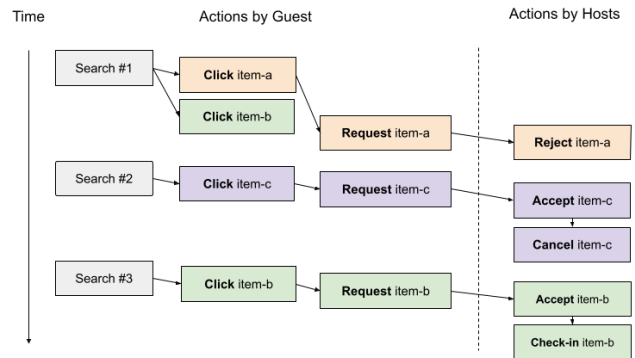 Time
Actions by Guest
Actions by Hosts
Search #1
Click item-a
Click item-b
Request item-a
Reject item-a
Search #2
Click item-c
Request item-c
Accept item-c
Cancel item-c
Search #3
Click item-b
Request item-b
Accept item-b
Check-in item-b